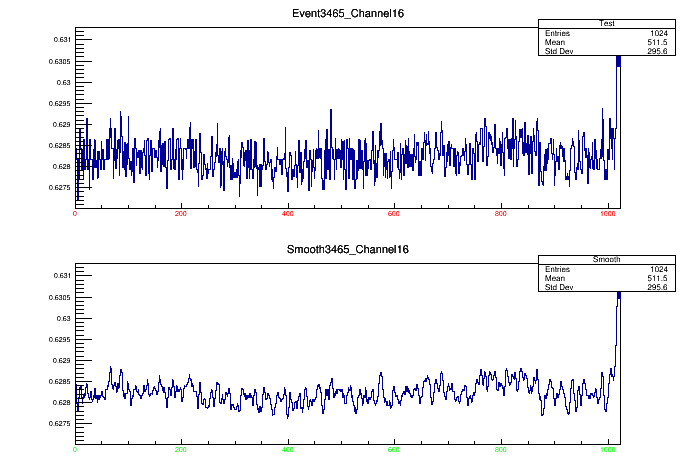 Event3465_Channel16
Test
Entries 1024
Mean 511.5
Std Dev 295.6
0.631
0.6305
0.63
0.6295
0.629
0.6285
0.628
0.6275
0 200 400 600 800 1000
Smooth3465_Channel16
Smooth
Entries 1024
Mean 511.5
Std Dev 295.6
0.631
0.6305
0.63
0.6295
0.629
0.6285
0.628
0.6275
0 200 400 600 800 1000